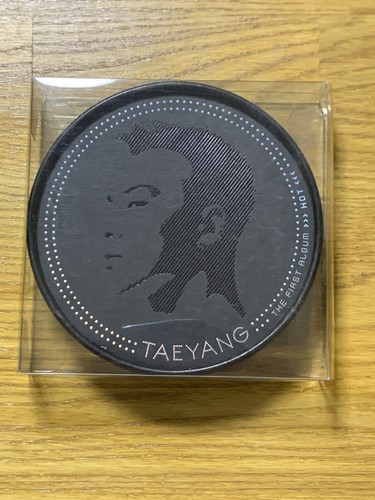 TAEYANG
THE FIRST ALBUM <<< HOT <<<